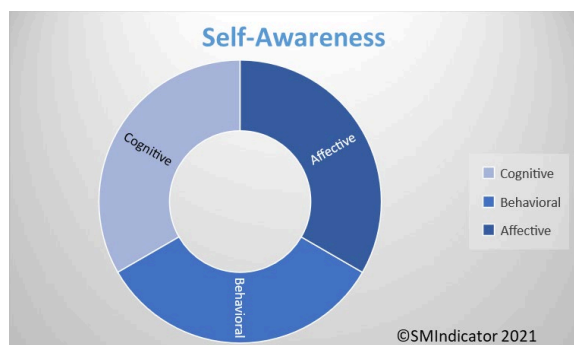 Self-Awareness
Cognitive
Affective
Behavioral
Cognitive
Behavioral
Affective
©SMIndicator 2021